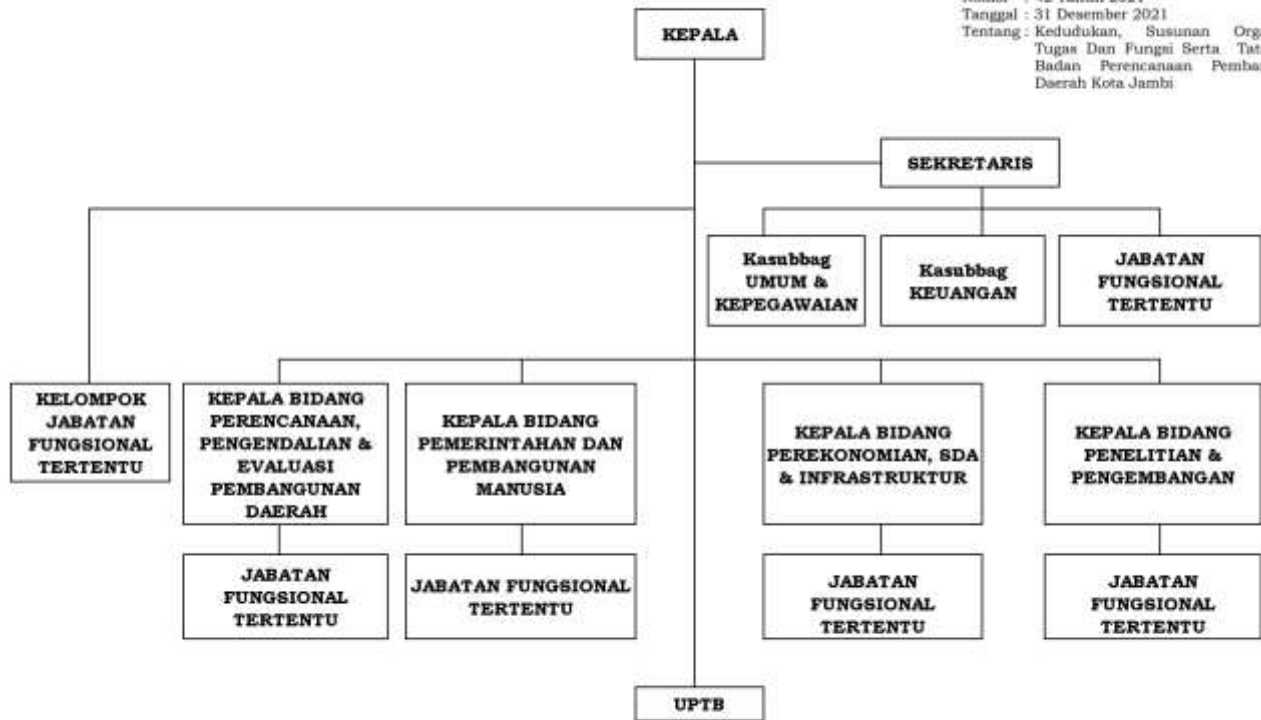 Tanggal : 31 Desember 2021
Tentang : Kedudukan, Susunan
Tugas Dan Fungsi Serta
Badan Perencanaan
Daerah Kota Jambi
KEPALA
SEKRETARIS
Kasubbag
UMUM &
KEPEGAWAIAN
Kasubbag
KEUANGAN
JABATAN
FUNGSIONAL
TERTENTU
KELOMPOK
JABATAN
FUNGSIONAL
TERTENTU
KEPALA BIDANG
PERENCANAAN,
PENGENDALIAN &
EVALUASI
PEMBANGUNAN
DAERAH
KEPALA BIDANG
PEMERINTAHAN DAN
PEMBANGUNAN
MANUSIA
KEPALA BIDANG
PEREKONOMIAN, SDA
& INFRASTRUKTUR
KEPALA BIDANG
PENELITIAN &
PENGEMBANGAN
JABATAN
FUNGSIONAL
TERTENTU
JABATAN FUNGSIONAL
TERTENTU
JABATAN
FUNGSIONAL
TERTENTU
JABATAN
FUNGSIONAL
TERTENTU
UPTB